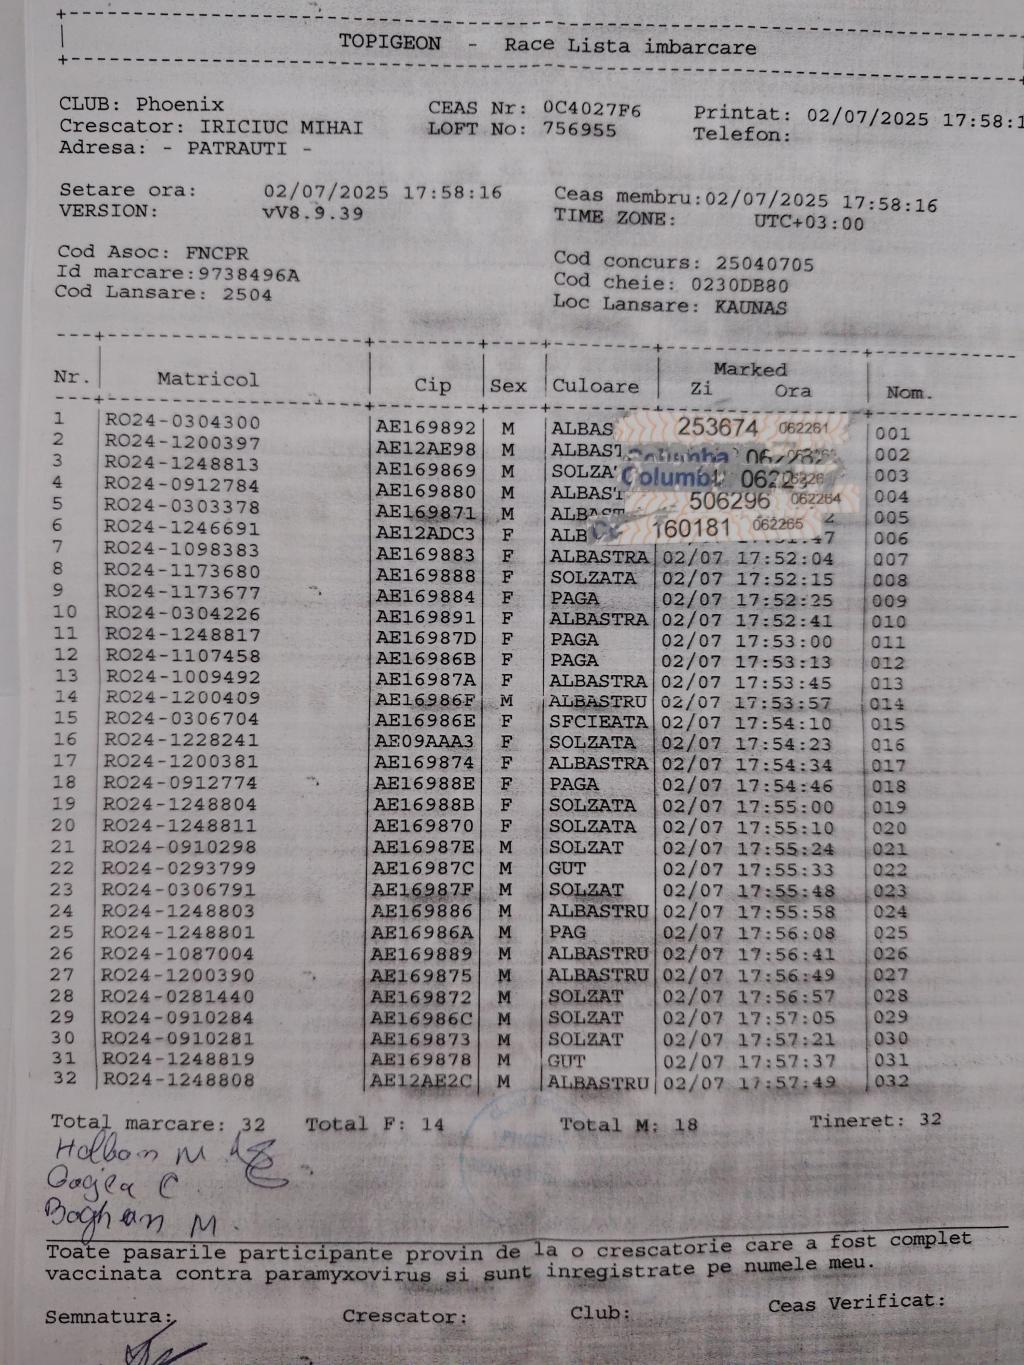 TOPIGEON - Race Lista imbarcare
CLUB: Phoenix CEAS Nr: 0C4027F6 Printat: 02/07/2025 17:58:1
Crescator: IRICIUC MIHAI LOFT No: 756955 Telefon:
Adresa: - PATRAUTI -
Setare ora: 02/07/2025 17:58:16 Ceas membru:02/07/2025 17:58:16
VERSION: vV8.9.39 TIME ZONE: UTC+03:00
Cod Asoc: FNCPR Cod concurs: 25040705
Id marcare:9738496A Cod cheie: 0230DB80
Cod Lansare: 2504 Loc Lansare: KAUNAS
Marked
Nr. Matricol Cip Sex Culoare Zi Ora Nom.
1 RO24-0304300 AE169892 M ALBAS 253674 062261 001
2 RO24-1200397 AE12AE98 M ALBAS 002
3 RO24-1248813 AE169869 M SOLZA Columb 003
4 RO24-0912784 AE169880 M ALBAS 506296 062264 004
5 RO24-0303378 AE169871 M ALBAST 2 005
6 RO24-1246691 AE12ADC3 F ALB 160181 062265 47 006
7 RO24-1098383 AE169883 F ALBASTRA 02/07 17:52:04 007
8 RO24-1173680 AE169888 F SOLZATA 02/07 17:52:15 008
9 RO24-1173677 AE169884 F PAGA 02/07 17:52:25 009
10 RO24-0304226 AE169891 F ALBASTRA 02/07 17:52:41 010
11 RO24-1248817 AE16987D F PAGA 02/07 17:53:00 011
12 RO24-1107458 AE16986B F PAGA 02/07 17:53:13 012
13 RO24-1009492 AE16987A F ALBASTRA 02/07 17:53:45 013
14 RO24-1200409 AE16986F M ALBASTRU 02/07 17:53:57 014
15 RO24-0306704 AE16986E F SFCIEATA 02/07 17:54:10 015
16 RO24-1228241 AE09AAA3 F SOLZATA 02/07 17:54:23 016
17 RO24-1200381 AE169874 F ALBASTRA 02/07 17:54:34 017
18 RO24-0912774 AE16988E F PAGA 02/07 17:54:46 018
19 RO24-1248804 AE16988B F SOLZATA 02/07 17:55:00 019
20 RO24-1248811 AE169870 F SOLZATA 02/07 17:55:10 020
21 RO24-0910298 AE16987E M SOLZAT 02/07 17:55:24 021
22 RO24-0293799 AE16987C M GUT 02/07 17:55:33 022
23 RO24-0306791 AE16987F M SOLZAT 02/07 17:55:48 023
24 RO24-1248803 AE169886 M ALBASTRU 02/07 17:55:58 024
25 RO24-1248801 AE16986A M PAG 02/07 17:56:08 025
26 RO24-1087004 AE169889 M ALBASTRU 02/07 17:56:41 026
27 RO24-1200390 AE169875 M ALBASTRU 02/07 17:56:49 027
28 RO24-0281440 AE169872 M SOLZAT 02/07 17:56:57 028
29 RO24-0910284 AE16986C M SOLZAT 02/07 17:57:05 029
30 RO24-0910281 AE169873 M SOLZAT 02/07 17:57:21 030
31 RO24-1248819 AE169878 M GUT 02/07 17:57:37 031
32 RO24-1248808 AE12AE2C M ALBASTRU 02/07 17:57:49 032
Total marcare: 32 Total F: 14 Total M: 18 Tineret: 32
Holban M
Gogea C.
Boghian M.
Toate pasarile participante provin de la o crescatorie care a fost complet
vaccinata contra paramyxovirus si sunt inregistrate pe numele meu.
Semnatura: Crescator: Club: Ceas Verificat: